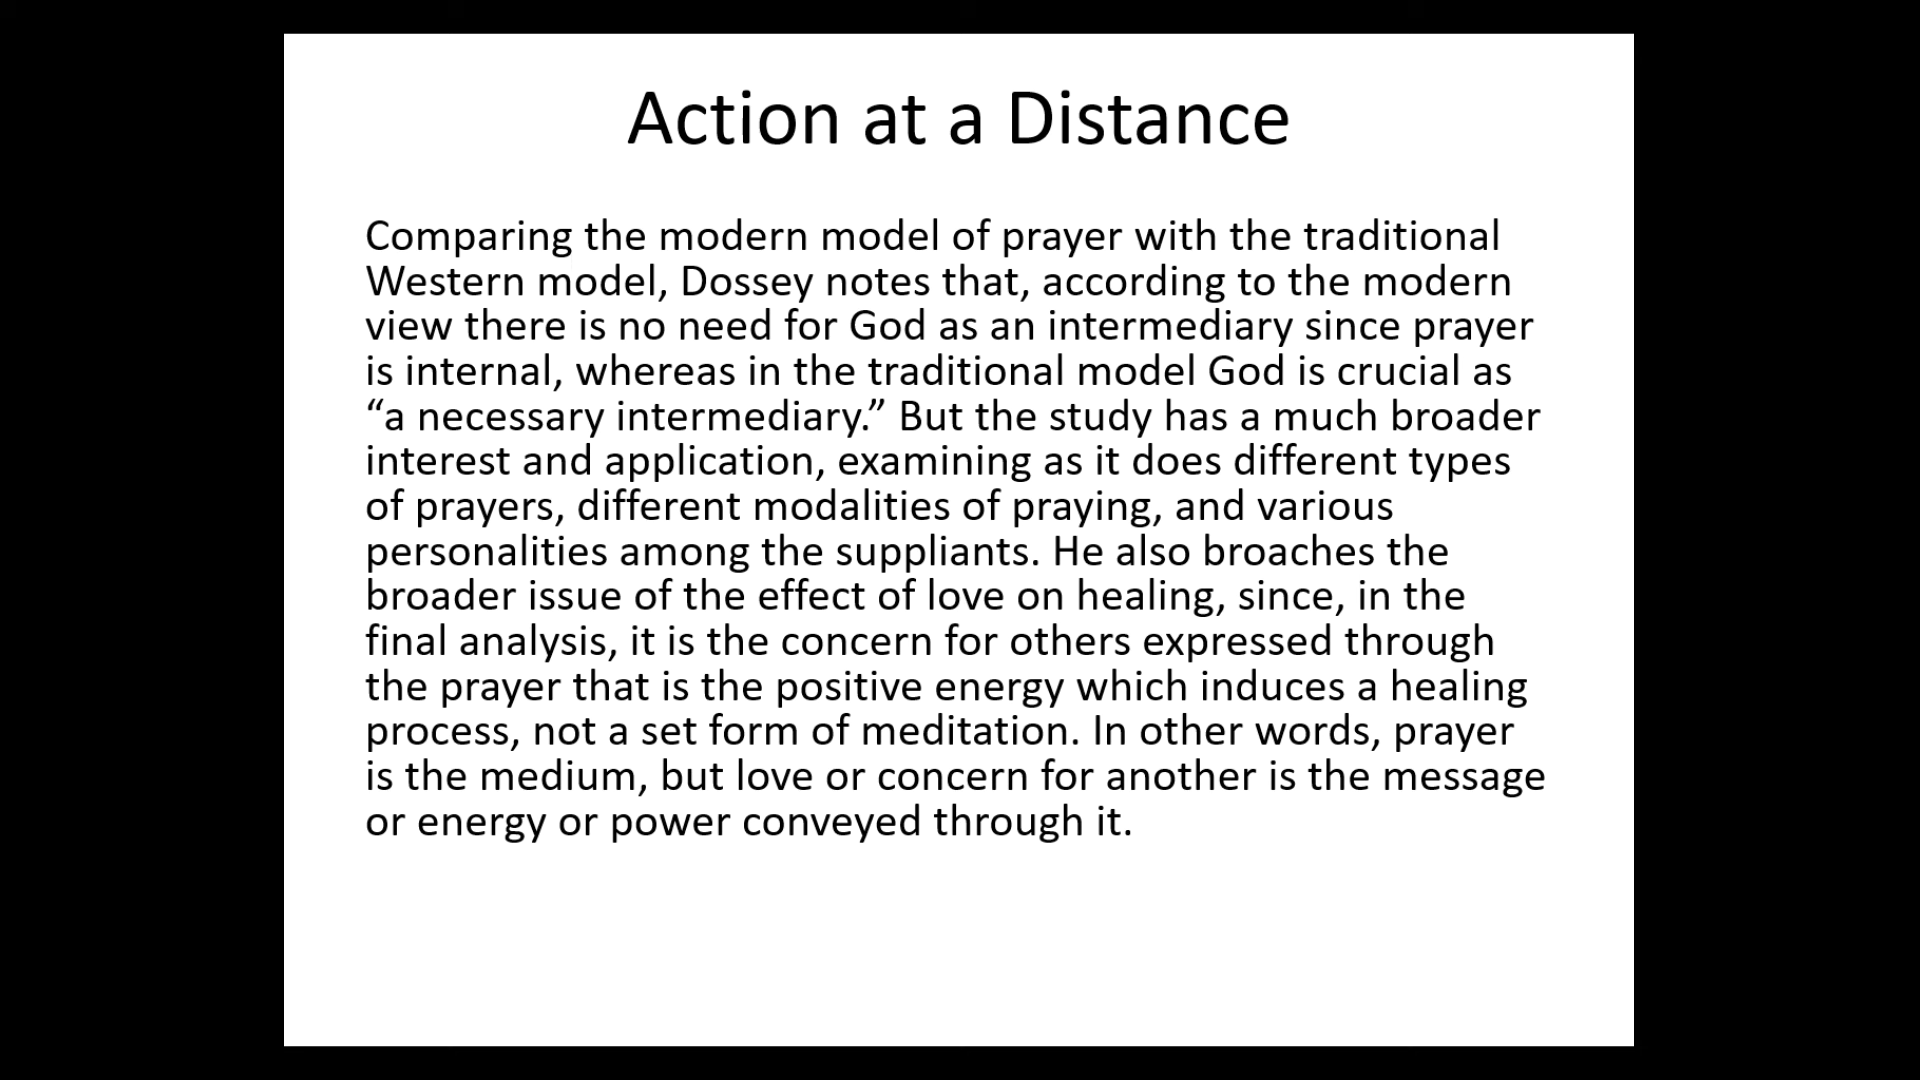 Action at a Distance
Comparing the modern model of prayer with the traditional
Western model, Dossey notes that, according to the modern
view there is no need for God as an intermediary since prayer
is internal, whereas in the traditional model God is crucial as
“a necessary intermediary.” But the study has a much broader
interest and application, examining as it does different types
of prayers, different modalities of praying, and various
personalities among the suppliants. He also broaches the
broader issue of the effect of love on healing, since, in the
final analysis, it is the concern for others expressed through
the prayer that is the positive energy which induces a healing
process, not a set form of meditation. In other words, prayer
is the medium, but love or concern for another is the message
or energy or power conveyed through it.